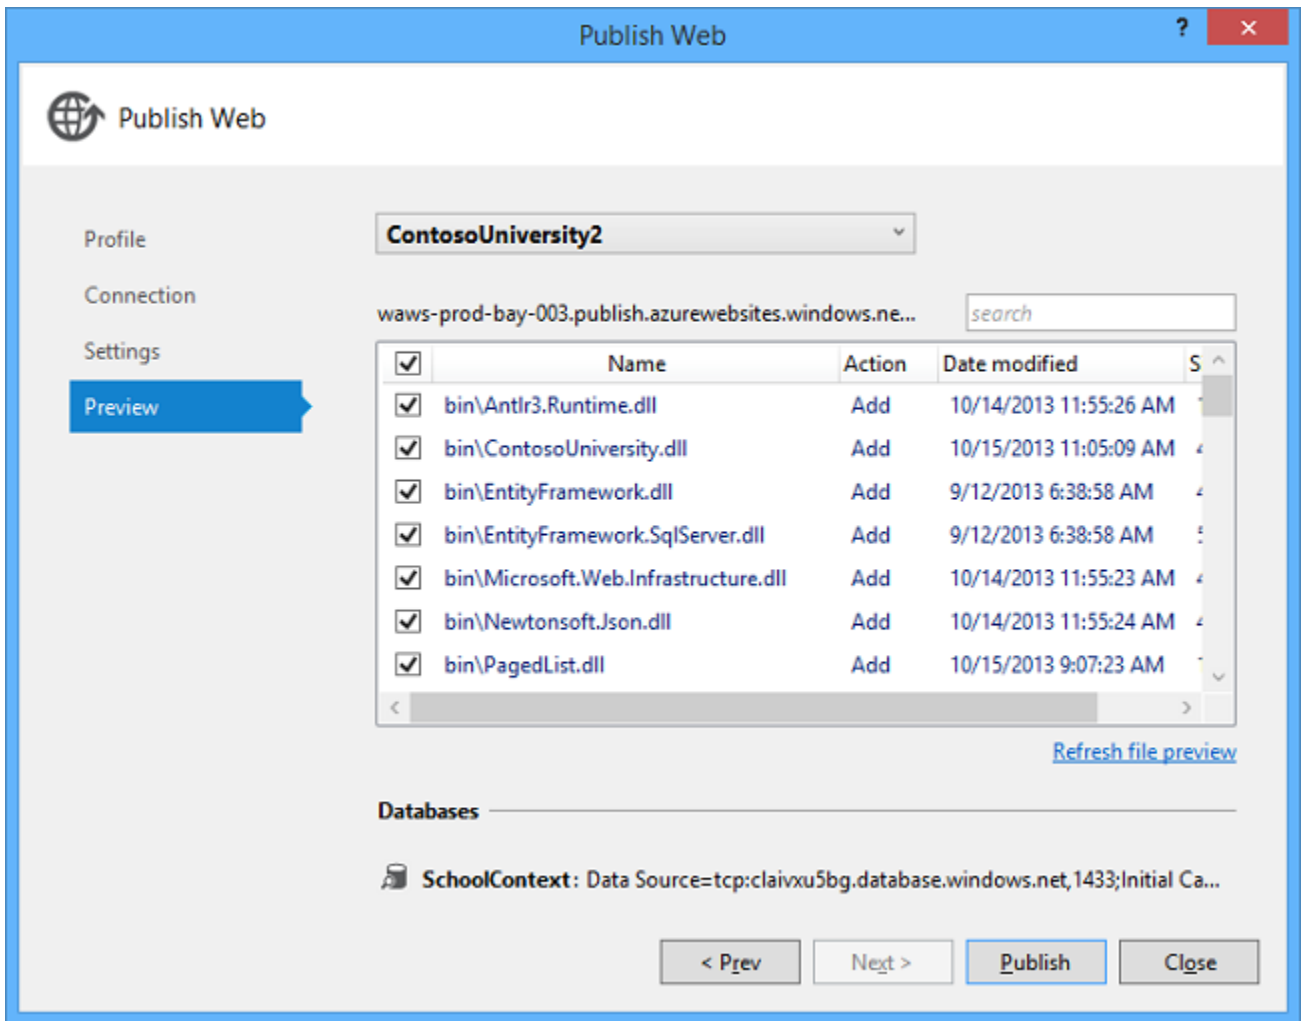 Publish Web
?
Publish Web
Profile
Connection
Settings
Preview
ContosoUniversity2
waws-prod-bay-003.publish.azurewebsites.windows.ne...
search
Name Action Date modified S
bin\Antlr3.Runtime.dll Add 10/14/2013 11:55:26 AM
bin\ContosoUniversity.dll Add 10/15/2013 11:05:09 AM
bin\EntityFramework.dll Add 9/12/2013 6:38:58 AM
bin\EntityFramework.SqlServer.dll Add 9/12/2013 6:38:58 AM
bin\Microsoft.Web.Infrastructure.dll Add 10/14/2013 11:55:23 AM
bin\Newtonsoft.Json.dll Add 10/14/2013 11:55:24 AM
bin\PagedList.dll Add 10/15/2013 9:07:23 AM
Refresh file preview
Databases
SchoolContext: Data Source=tcp:claivxu5bg.database.windows.net,1433;Initial Ca...
< Prev Next > Publish Close